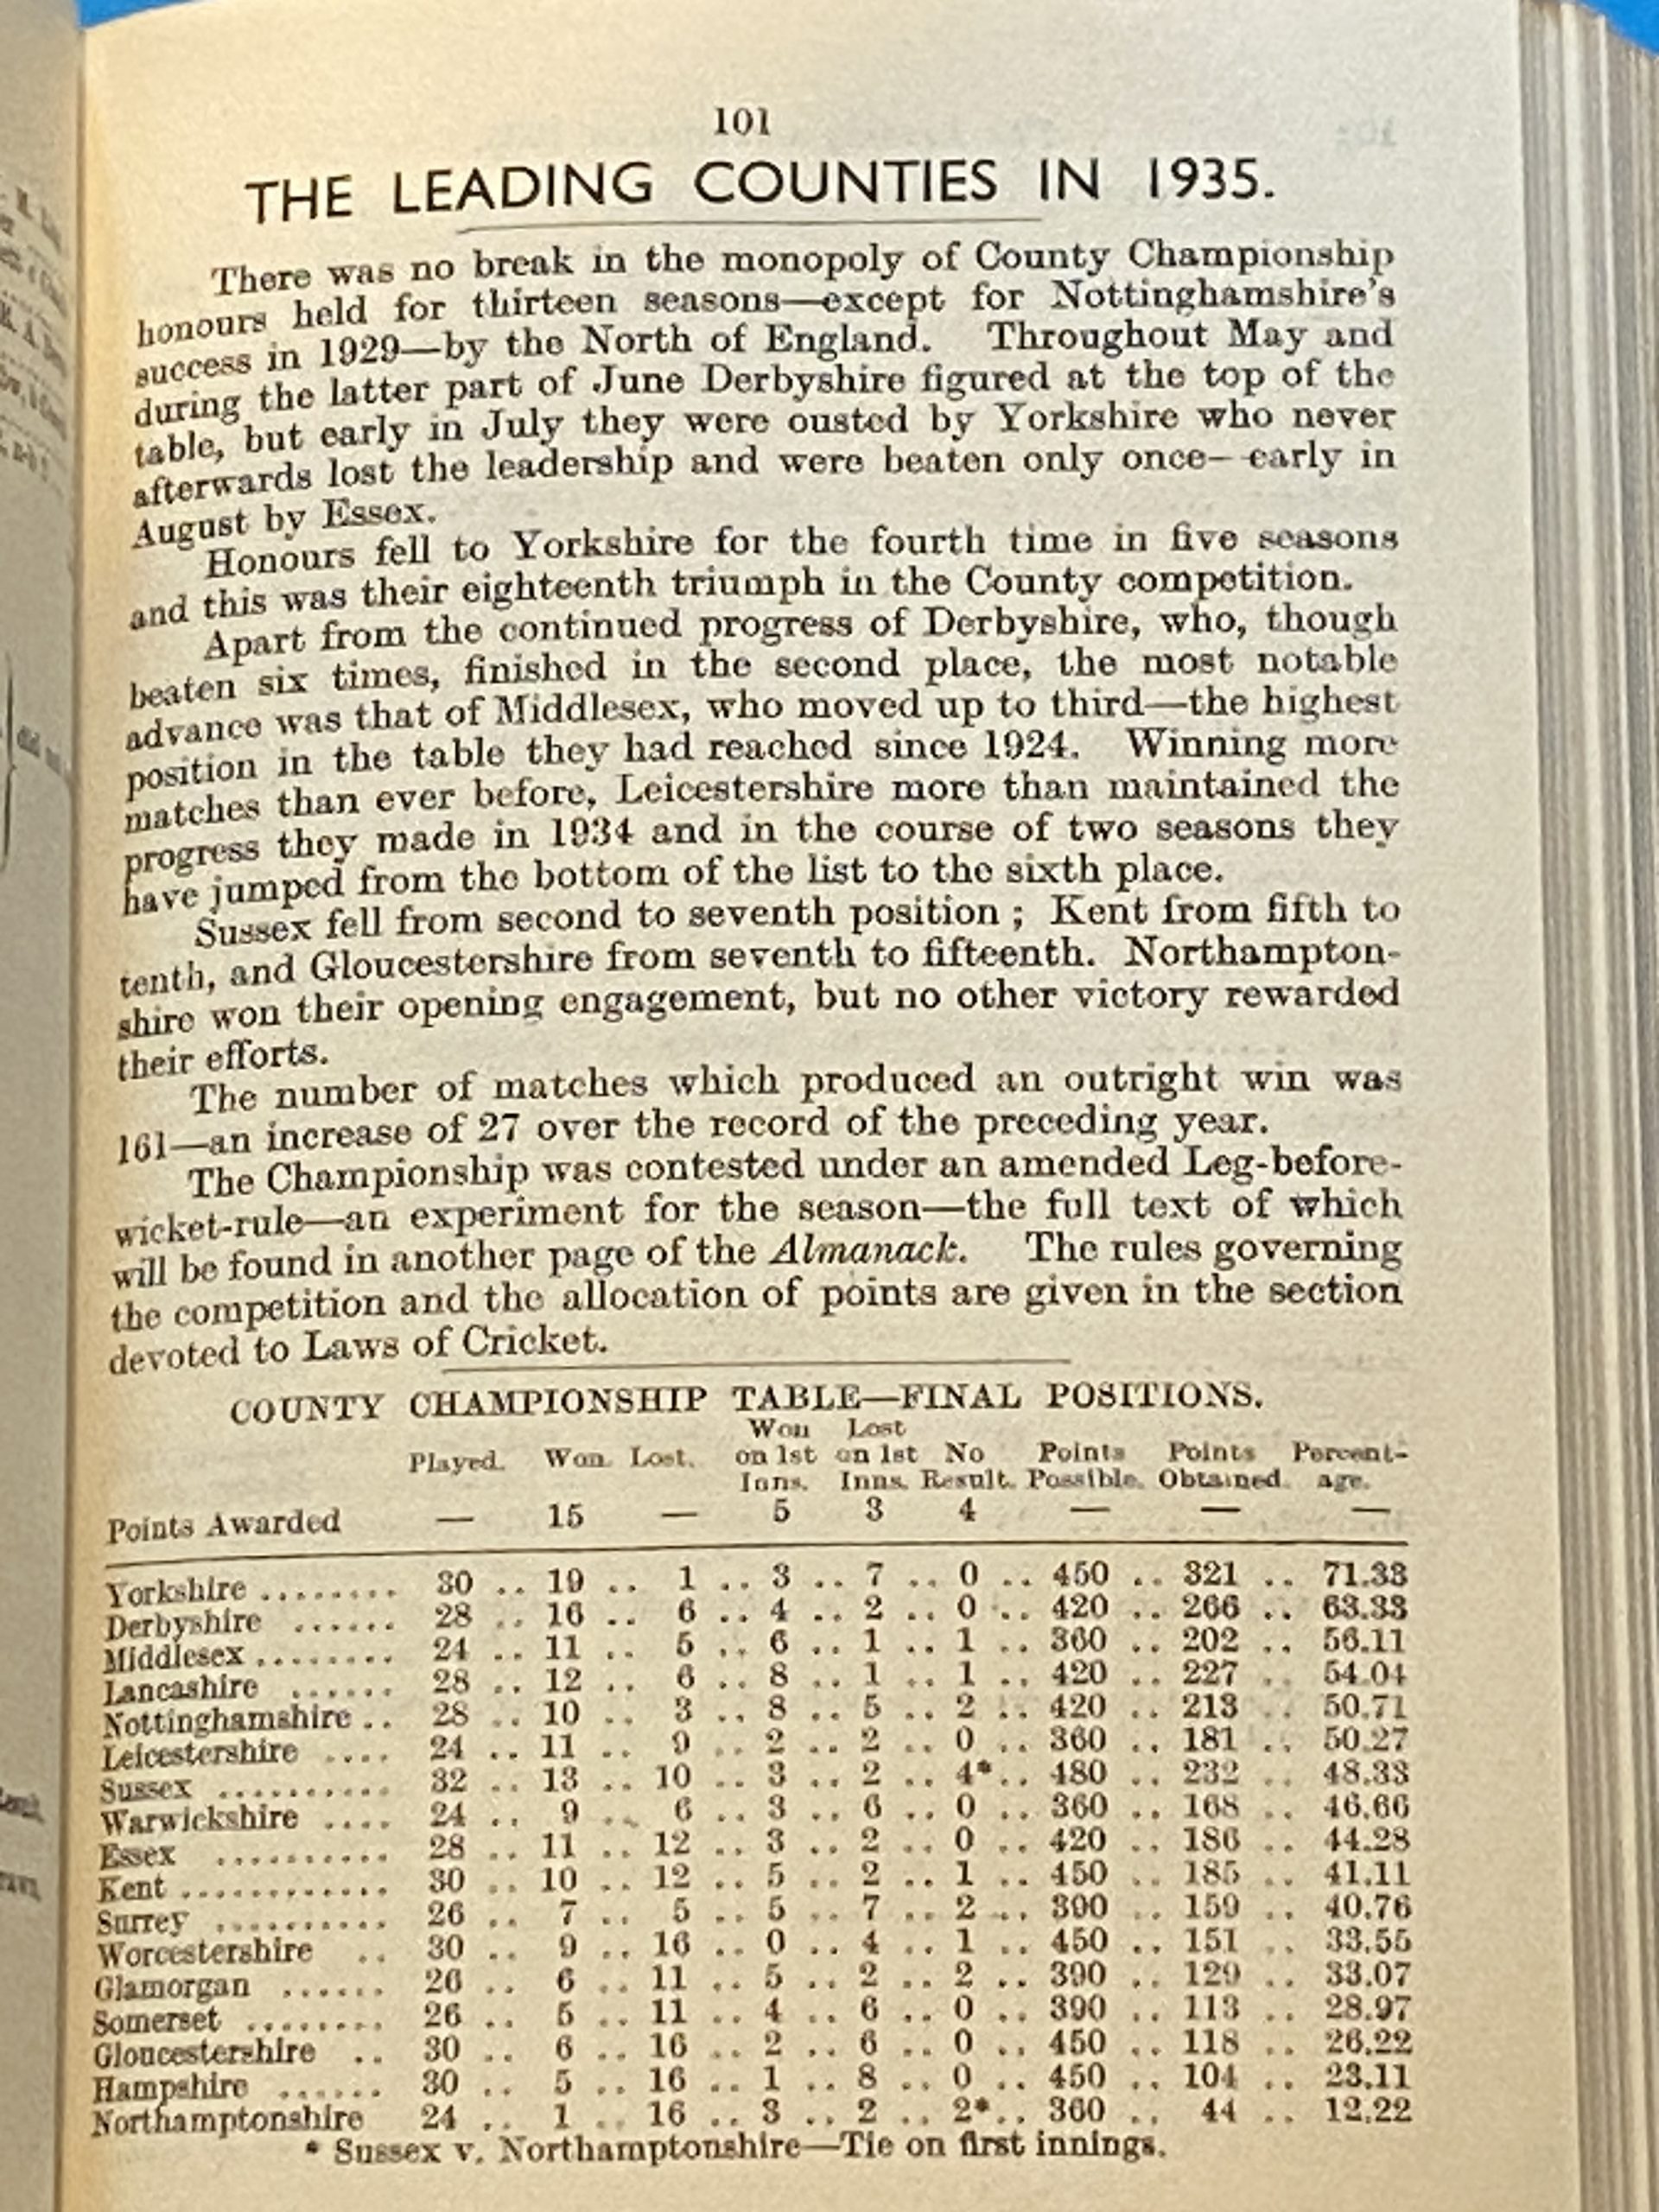 101
THE LEADING COUNTIES IN 1935.
There was no break in the monopoly of County Championship
honours held for thirteen seasons—except for Nottinghamshire's
success in 1929—by the North of England. Throughout May and
during the latter part of June Derbyshire figured at the top of the
table, but early in July they were ousted by Yorkshire who never
afterwards lost the leadership and were beaten only once—early in
August by Essex.
Honours fell to Yorkshire for the fourth time in five seasons
and this was their eighteenth triumph in the County competition.
Apart from the continued progress of Derbyshire, who, though
beaten six times, finished in the second place, the most notable
advance was that of Middlesex, who moved up to third—the highest
position in the table they had reached since 1924. Winning more
matches than ever before, Leicestershire more than maintained the
progress they made in 1934 and in the course of two seasons they
have jumped from the bottom of the list to the sixth place.
Sussex fell from second to seventh position ; Kent from fifth to
tenth, and Gloucestershire from seventh to fifteenth. Northampton-
shire won their opening engagement, but no other victory rewarded
their efforts.
The number of matches which produced an outright win was
161—an increase of 27 over the record of the preceding year.
The Championship was contested under an amended Leg-before-
wicket-rule—an experiment for the season—the full text of which
will be found in another page of the Almanack. The rules governing
the competition and the allocation of points are given in the section
devoted to Laws of Cricket.
COUNTY CHAMPIONSHIP TABLE—FINAL POSITIONS.
Won Lost
Played. Won. Lost. on 1st on 1st No Points Points Percent-
Inns. Inns. Result. Possible. Obtained. age.
Points Awarded — 15 — 5 3 4 — — —
Yorkshire ........ 30 .. 19 .. 1 .. 3 .. 7 .. 0 .. 450 .. 321 .. 71.33
Derbyshire ...... 28 .. 16 .. 6 .. 4 .. 2 .. 0 .. 420 .. 266 .. 63.33
Middlesex ........ 24 .. 11 .. 5 .. 6 .. 1 .. 1 .. 360 .. 202 .. 56.11
Lancashire ...... 28 .. 12 .. 6 .. 8 .. 1 .. 1 .. 420 .. 227 .. 54.04
Nottinghamshire .. 28 .. 10 .. 3 .. 8 .. 5 .. 2 .. 420 .. 213 .. 50.71
Leicestershire .... 24 .. 11 .. 9 .. 2 .. 2 .. 0 .. 360 .. 181 .. 50.27
Sussex .......... 32 .. 13 .. 10 .. 3 .. 2 .. 4* .. 480 .. 232 .. 48.33
Warwickshire .... 24 .. 9 .. 6 .. 3 .. 6 .. 0 .. 360 .. 168 .. 46.66
Essex .......... 28 .. 11 .. 12 .. 3 .. 2 .. 0 .. 420 .. 186 .. 44.28
Kent ............ 30 .. 10 .. 12 .. 5 .. 2 .. 1 .. 450 .. 185 .. 41.11
Surrey .......... 26 .. 7 .. 5 .. 5 .. 7 .. 2 .. 390 .. 159 .. 40.76
Worcestershire .. 30 .. 9 .. 16 .. 0 .. 4 .. 1 .. 450 .. 151 .. 33.55
Glamorgan ...... 26 .. 6 .. 11 .. 5 .. 2 .. 2 .. 390 .. 129 .. 33.07
Somerset ........ 26 .. 5 .. 11 .. 4 .. 6 .. 0 .. 390 .. 113 .. 28.97
Gloucestershire .. 30 .. 6 .. 16 .. 2 .. 6 .. 0 .. 450 .. 118 .. 26.22
Hampshire ...... 30 .. 5 .. 16 .. 1 .. 8 .. 0 .. 450 .. 104 .. 23.11
Northamptonshire 24 .. 1 .. 16 .. 3 .. 2 .. 2* .. 360 .. 44 .. 12.22
* Sussex v. Northamptonshire—Tie on first innings.